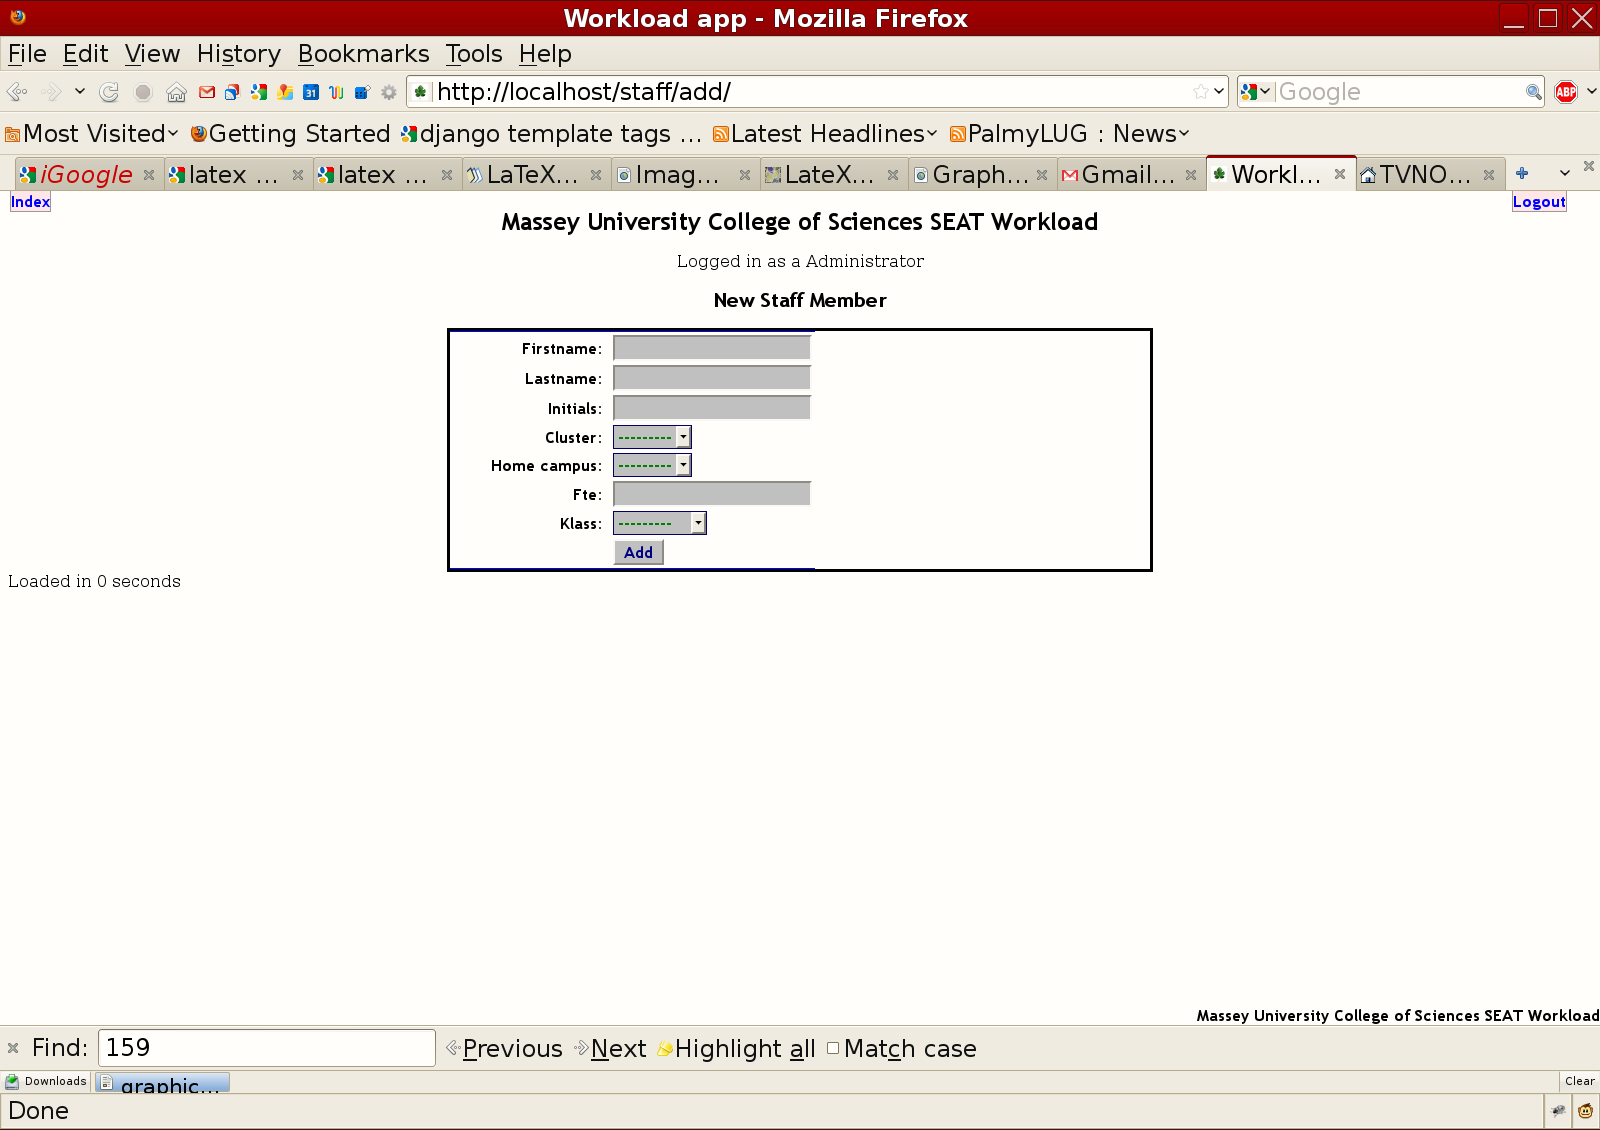 Workload app - Mozilla Firefox
File Edit View History Bookmarks Tools Help
http://localhost/staff/add/
Google
ABP
31
Most Visited
Getting Started
django template tags ...
Latest Headlines
PalmyLUG : News
iGoogle
latex ...
latex ...
LaTeX...
Imag...
LateX...
Graph...
Gmail...
Workl...
TVNO...
Index
Logout
Massey University College of Sciences SEAT Workload
Logged in as a Administrator
New Staff Member
Firstname:
Lastname:
Initials:
Cluster: ---------
Home campus: ---------
Fte:
Klass: ---------
Add
Loaded in 0 seconds
Massey University College of Sciences SEAT Workload
Find: 159 Previous Next Highlight all Match case
Downloads graphic... Clear
Done